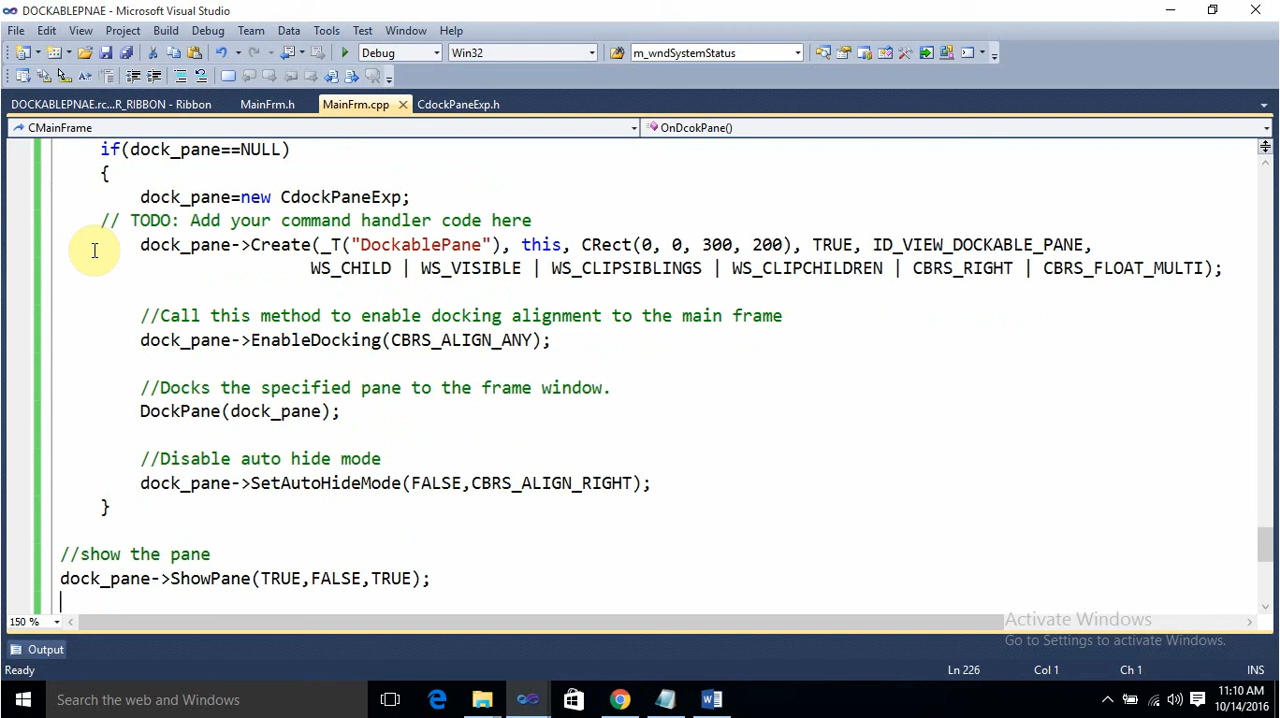 DOCKABLEPNAE - Microsoft Visual Studio
File Edit View Project Build Debug Team Data Tools Test Window Help
Debug Win32 m_wndSystemStatus
DOCKABLEPNAE.rc...R_RIBBON - Ribbon MainFrm.h MainFrm.cpp CdockPaneExp.h
CMainFrame OnDcokPane()
if(dock_pane==NULL)
{
dock_pane=new CdockPaneExp;
// TODO: Add your command handler code here
dock_pane->Create(_T("DockablePane"), this, CRect(0, 0, 300, 200), TRUE, ID_VIEW_DOCKABLE_PANE,
WS_CHILD | WS_VISIBLE | WS_CLIPSIBLINGS | WS_CLIPCHILDREN | CBRS_RIGHT | CBRS_FLOAT_MULTI);
//Call this method to enable docking alignment to the main frame
dock_pane->EnableDocking(CBRS_ALIGN_ANY);
//Docks the specified pane to the frame window.
DockPane(dock_pane);
//Disable auto hide mode
dock_pane->SetAutoHideMode(FALSE,CBRS_ALIGN_RIGHT);
}
//show the pane
dock_pane->ShowPane(TRUE,FALSE,TRUE);
150 %
Activate Windows
Go to Settings to activate Windows.
Output
Ready Ln 226 Col 1 Ch 1 INS
Search the web and Windows
11:10 AM
10/14/2016